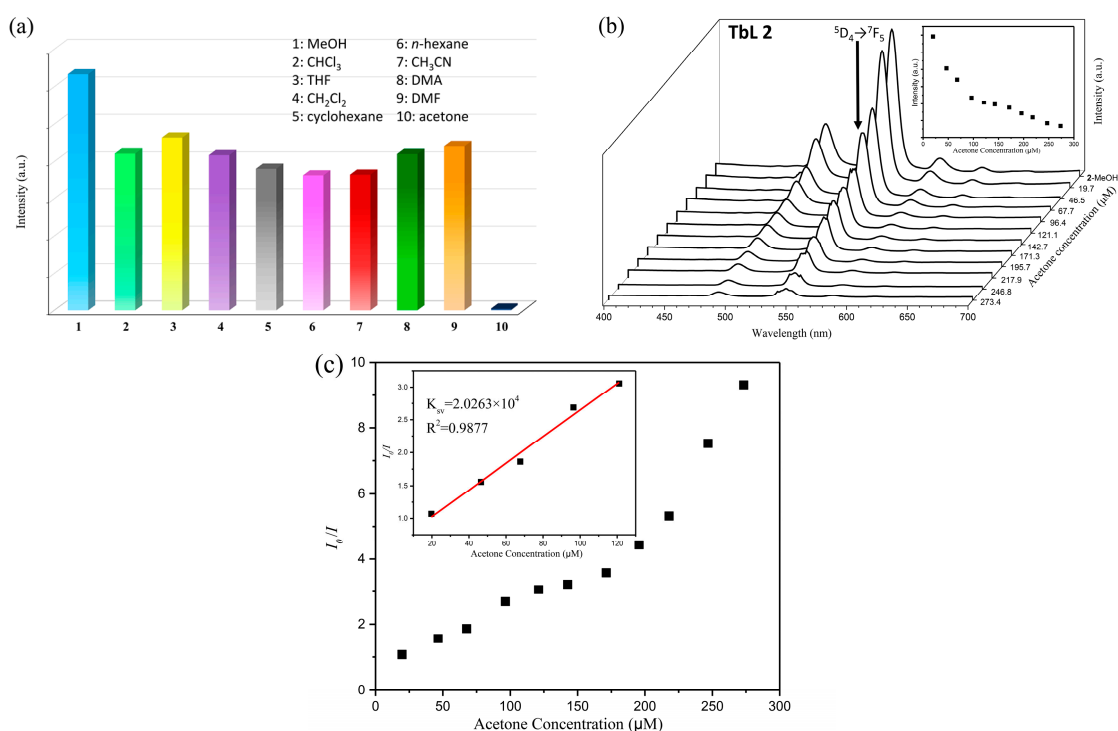 (a)
1: MeOH
2: CHCl₃
3: THF
4: CH₂Cl₂
5: cyclohexane
6: n-hexane
7: CH₃CN
8: DMA
9: DMF
10: acetone
Intensity (a.u.)
1 2 3 4 5 6 7 8 9 10
(b)
TbL 2
⁵D₄→⁷F₅
Intensity (a.u.)
0 50 100 150 200 250 300
Acetone Concentration (µM)
Intensity (a.u.)
2-MeOH
19.7
46.5
67.7
96.4
121.1
142.7
171.3
195.7
217.9
246.8
273.4
Acetone concentration (µM)
400 450 500 550 600 650 700
Wavelength (nm)
(c)
10
8
6
4
2
0
I₀/I
0 50 100 150 200 250 300
Acetone Concentration (µM)
Ksv=2.0263×10⁴
R²=0.9877
3.0
2.5
2.0
1.5
1.0
I₀/I
20 40 60 80 100 120
Acetone Concentration (µM)